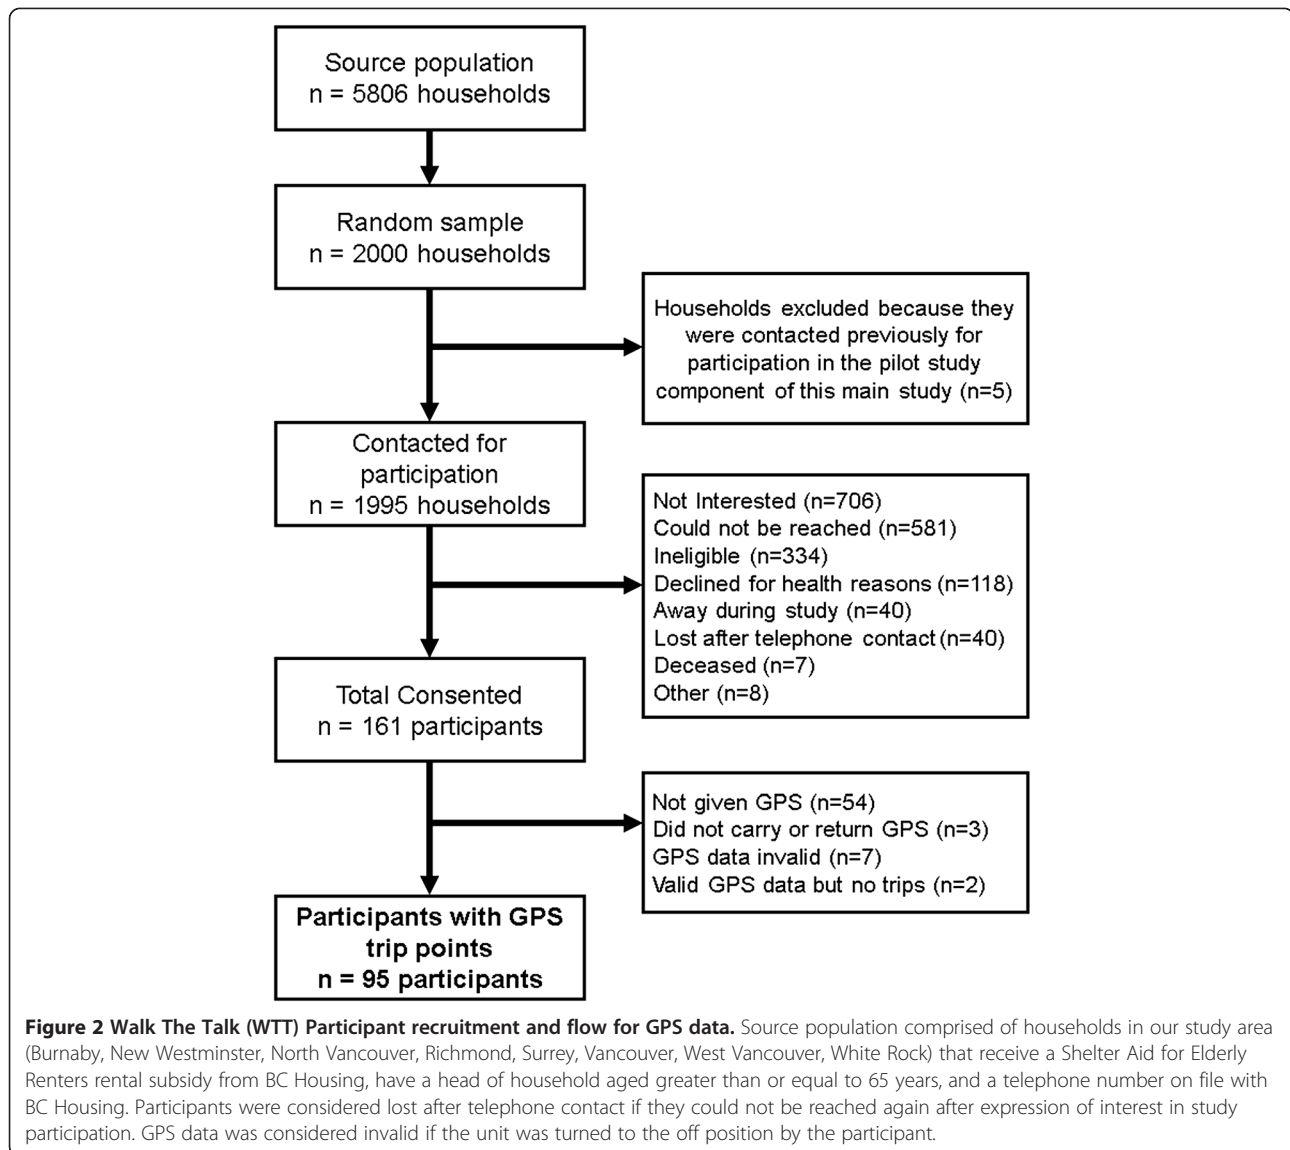 Source population
n = 5806 households
Random sample
n = 2000 households
Households excluded because they
were contacted previously for
participation in the pilot study
component of this main study (n=5)
Contacted for
participation
n = 1995 households
Not Interested (n=706)
Could not be reached (n=581)
Ineligible (n=334)
Declined for health reasons (n=118)
Away during study (n=40)
Lost after telephone contact (n=40)
Deceased (n=7)
Other (n=8)
Total Consented
n = 161 participants
Not given GPS (n=54)
Did not carry or return GPS (n=3)
GPS data invalid (n=7)
Valid GPS data but no trips (n=2)
Participants with GPS
trip points
n = 95 participants
Figure 2 Walk The Talk (WTT) Participant recruitment and flow for GPS data. Source population comprised of households in our study area
(Burnaby, New Westminster, North Vancouver, Richmond, Surrey, Vancouver, West Vancouver, White Rock) that receive a Shelter Aid for Elderly
Renters rental subsidy from BC Housing, have a head of household aged greater than or equal to 65 years, and a telephone number on file with
BC Housing. Participants were considered lost after telephone contact if they could not be reached again after expression of interest in study
participation. GPS data was considered invalid if the unit was turned to the off position by the participant.